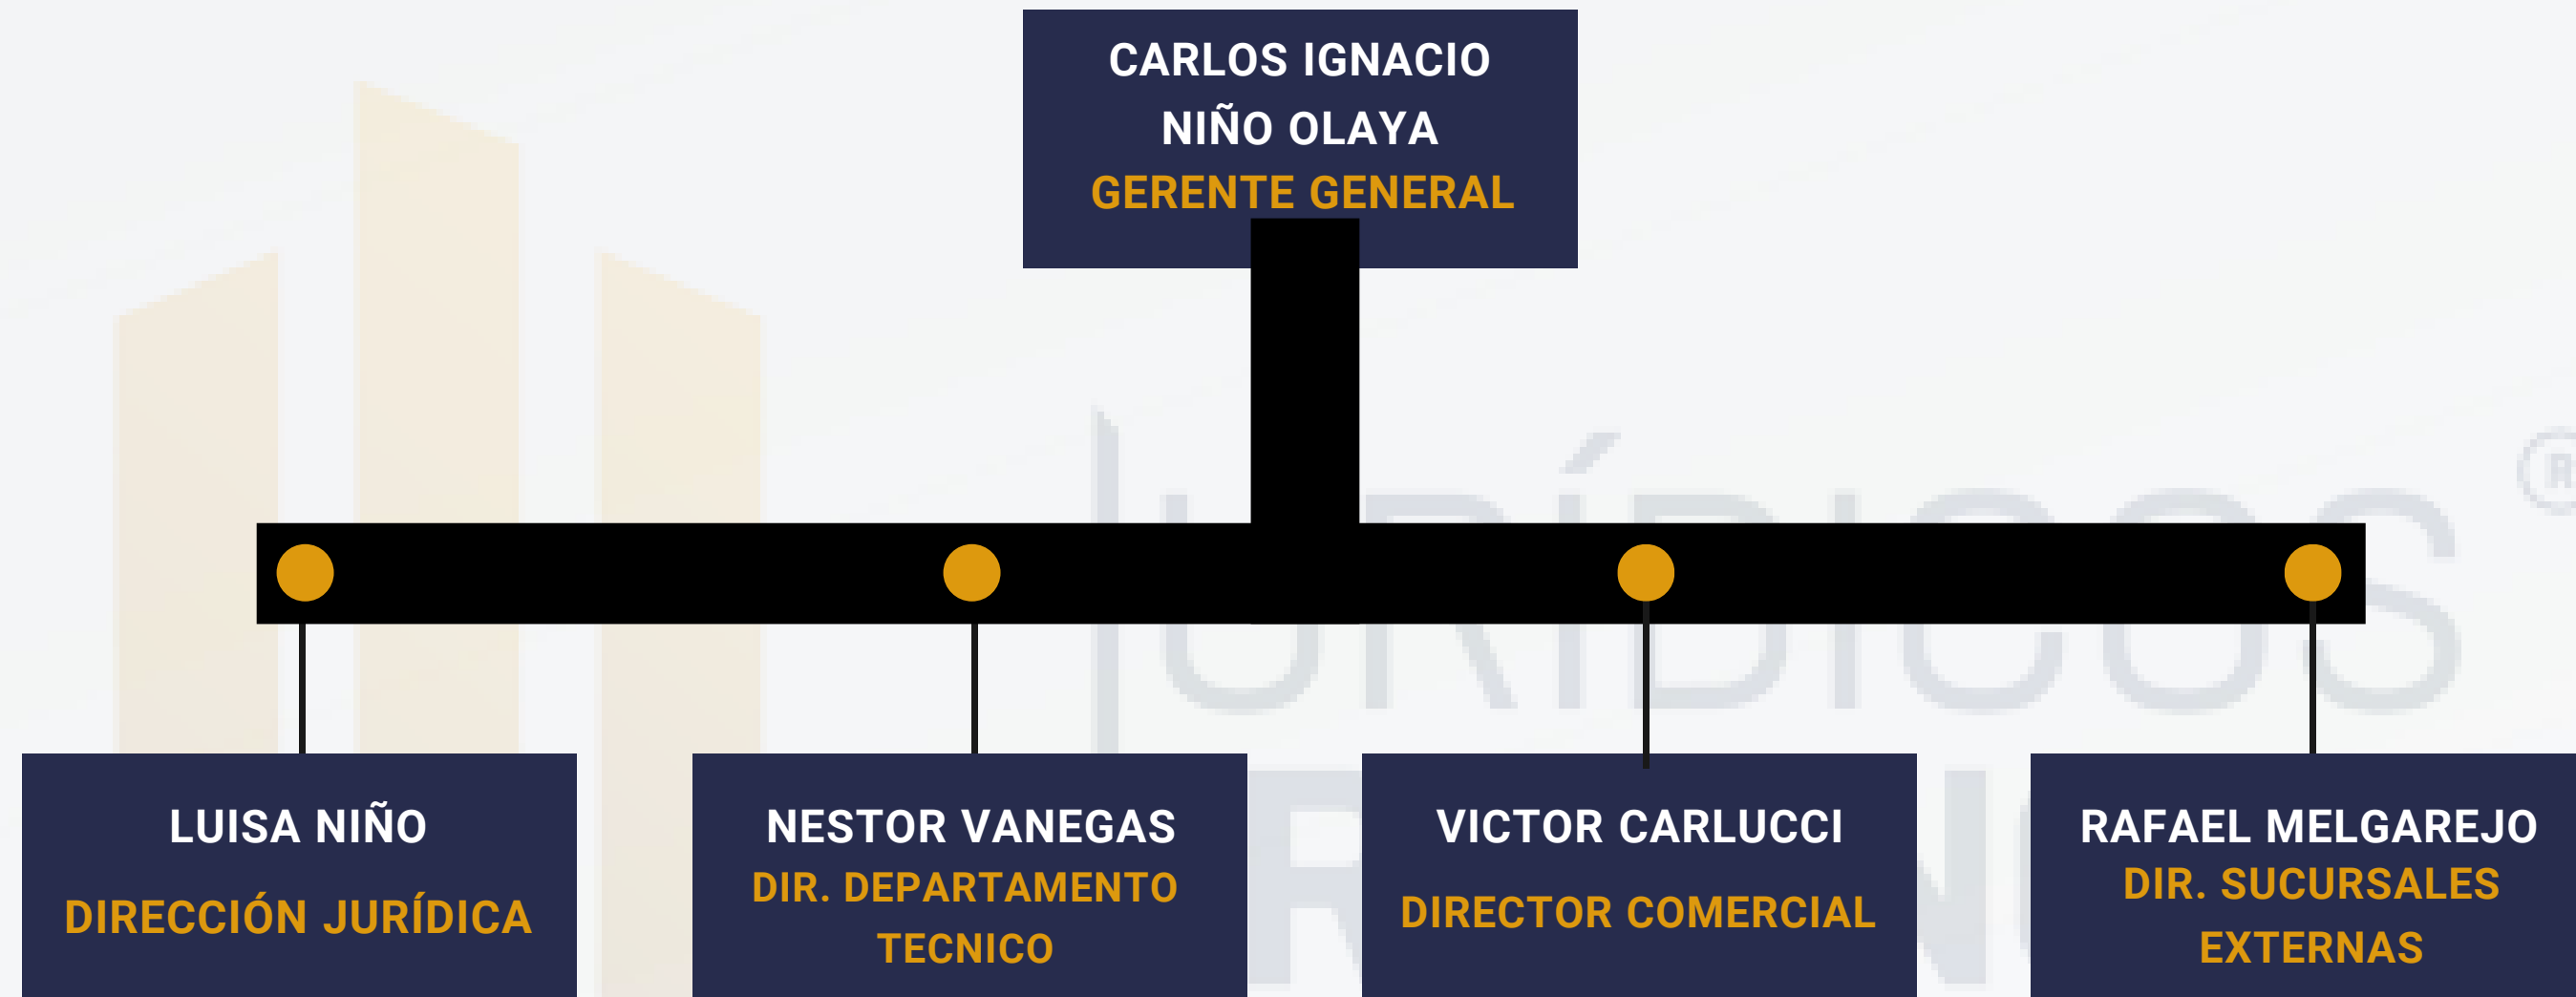 CARLOS IGNACIO
NIÑO OLAYA
GERENTE GENERAL
JURÍDICOS ®
LUISA NIÑO
DIRECCIÓN JURÍDICA
NESTOR VANEGAS
DIR. DEPARTAMENTO
TECNICO
VICTOR CARLUCCI
DIRECTOR COMERCIAL
RAFAEL MELGAREJO
DIR. SUCURSALES
EXTERNAS